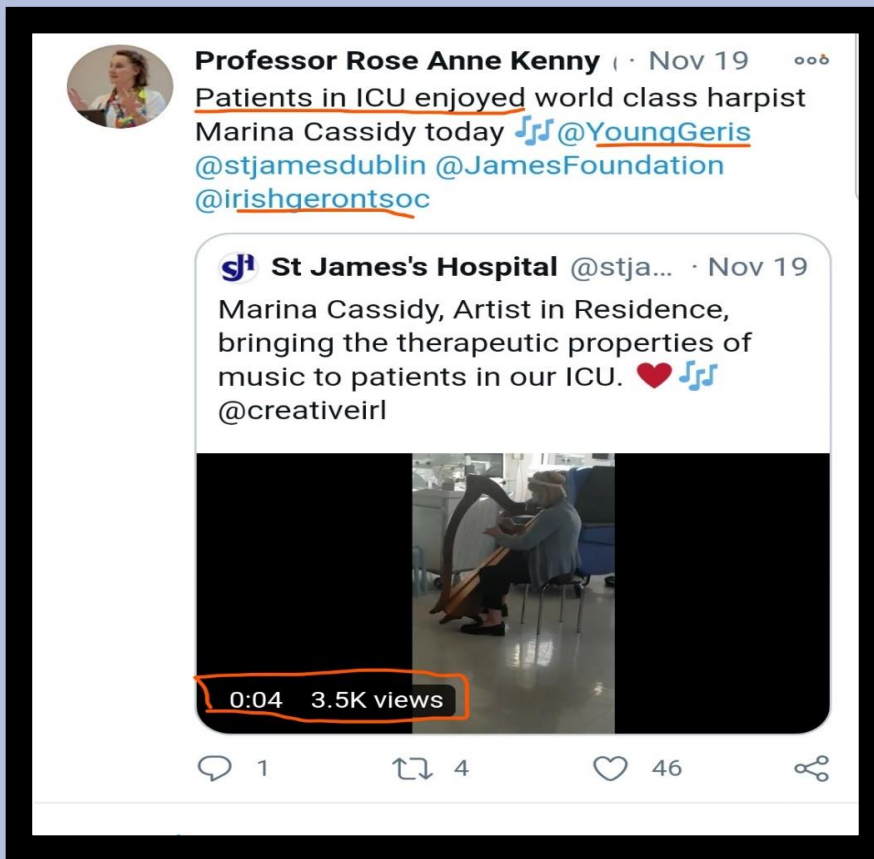 Professor Rose Anne Kenny ( · Nov 19
Patients in ICU enjoyed world class harpist
Marina Cassidy today @YoungGeris
@stjamesdublin @JamesFoundation
@irishgerontsoc
sjH St James's Hospital @stja... · Nov 19
Marina Cassidy, Artist in Residence,
bringing the therapeutic properties of
music to patients in our ICU. ❤️ 🎶
@creativeirl
0:04 3.5K views
1 4 46